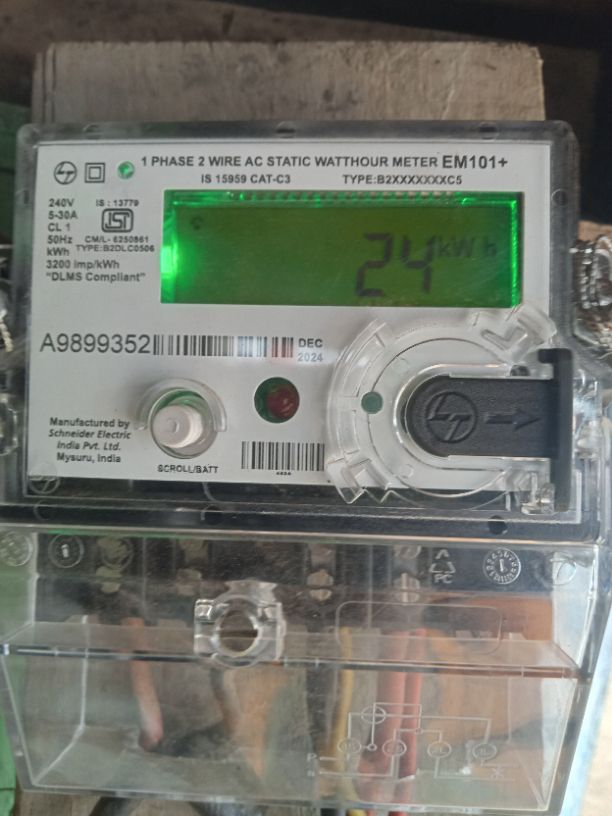 1 PHASE 2 WIRE AC STATIC WATTHOUR METER EM101+
IS 15959 CAT-C3 TYPE:B2XXXXXXXC5
240V
5-30A
CL 1
50Hz
kWh
3200 imp/kWh
"DLMS Compliant"
IS : 13779
ISI
CM/L- 6250861
TYPE:B2DLC0506
24 kWh
A9899352
DEC
2024
Manufactured by
Schneider Electric
India Pvt. Ltd.
Mysuru, India
SCROLL/BATT
LT
PC